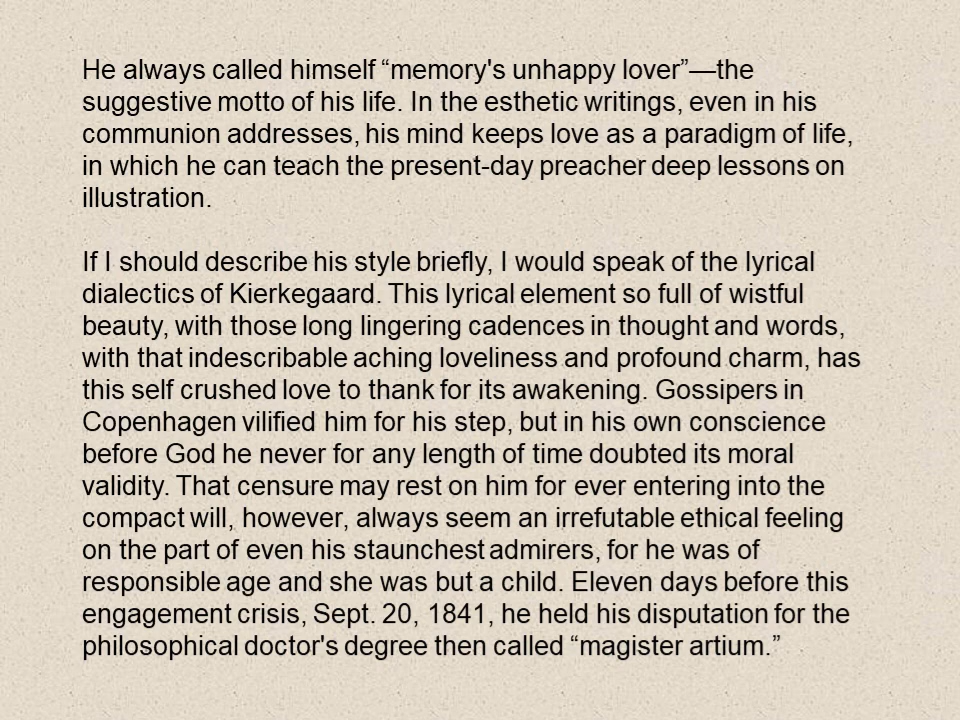 He always called himself “memory's unhappy lover”—the
suggestive motto of his life. In the esthetic writings, even in his
communion addresses, his mind keeps love as a paradigm of life,
in which he can teach the present-day preacher deep lessons on
illustration.

If I should describe his style briefly, I would speak of the lyrical
dialectics of Kierkegaard. This lyrical element so full of wistful
beauty, with those long lingering cadences in thought and words,
with that indescribable aching loveliness and profound charm, has
this self crushed love to thank for its awakening. Gossipers in
Copenhagen vilified him for his step, but in his own conscience
before God he never for any length of time doubted its moral
validity. That censure may rest on him for ever entering into the
compact will, however, always seem an irrefutable ethical feeling
on the part of even his staunchest admirers, for he was of
responsible age and she was but a child. Eleven days before this
engagement crisis, Sept. 20, 1841, he held his disputation for the
philosophical doctor's degree then called “magister artium.”